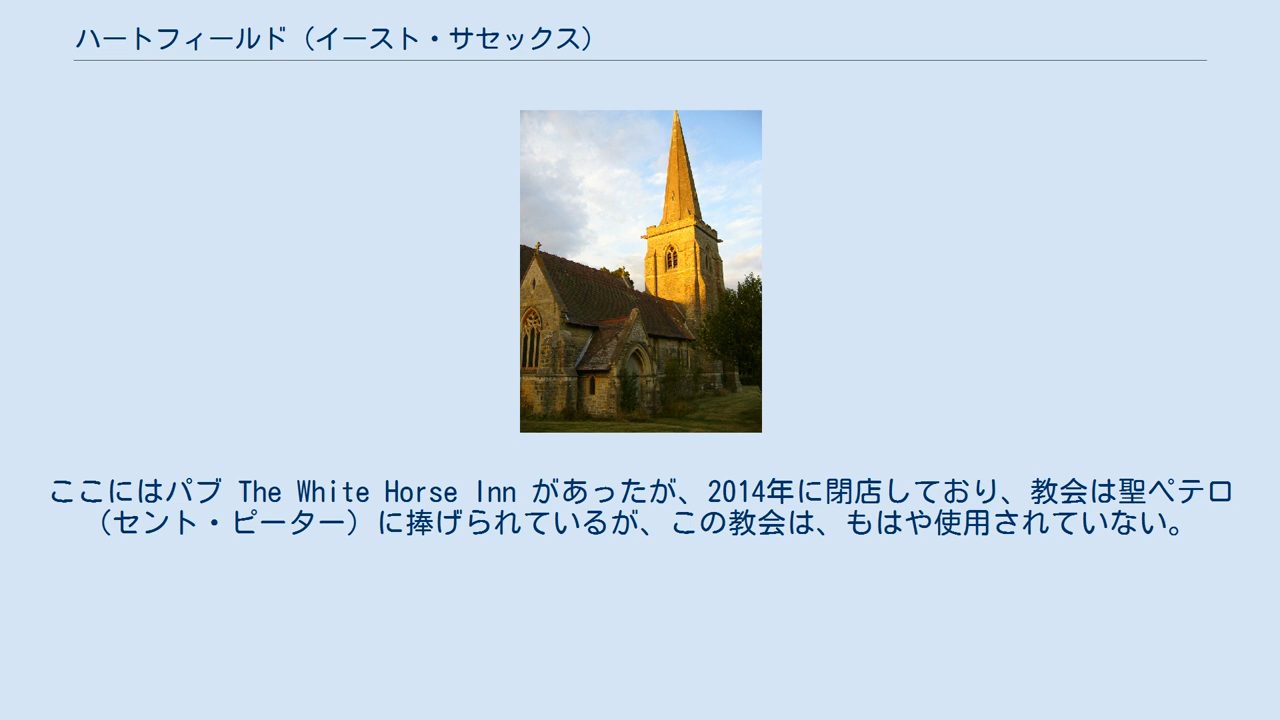 ハートフィールド（イースト・サセックス）
ここにはパブ The White Horse Inn があったが、2014年に閉店しており、教会は聖ペテロ
（セント・ピーター）に捧げられているが、この教会は、もはや使用されていない。